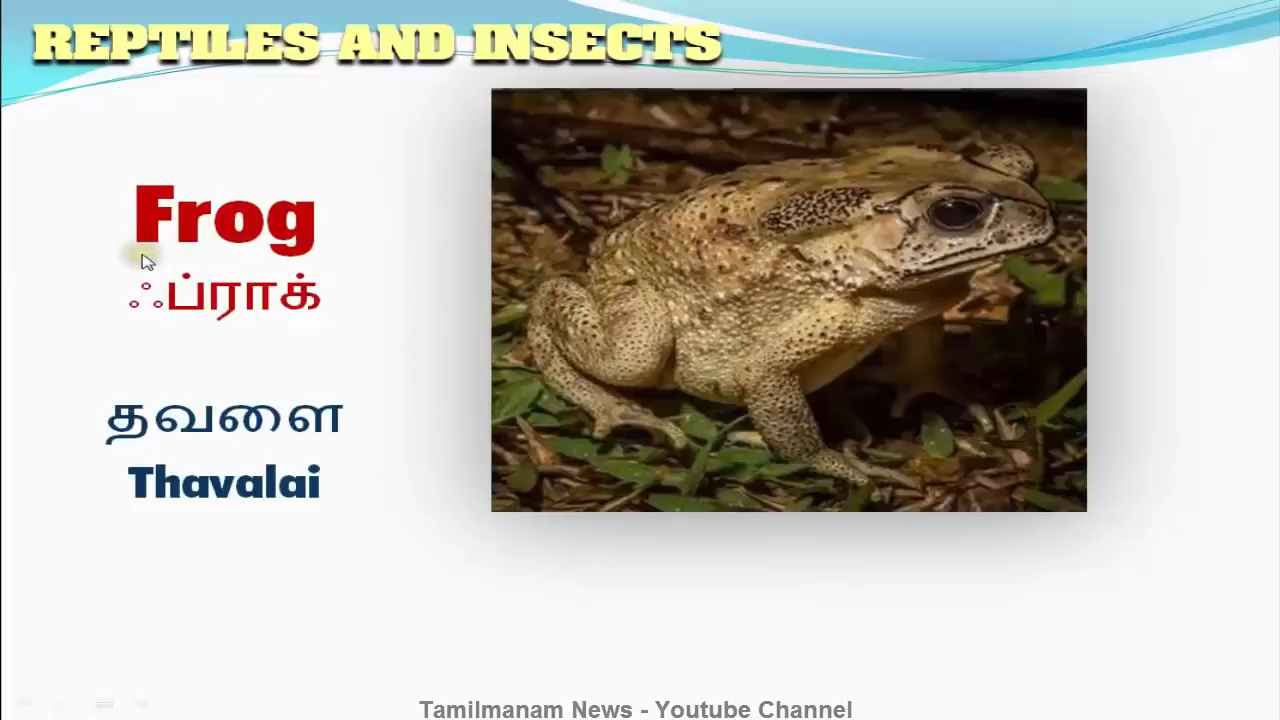 REPTILES AND INSECTS
Frog
ஃப்ராக்
தவளை
Thavalai
Tamilmanam News - Youtube Channel